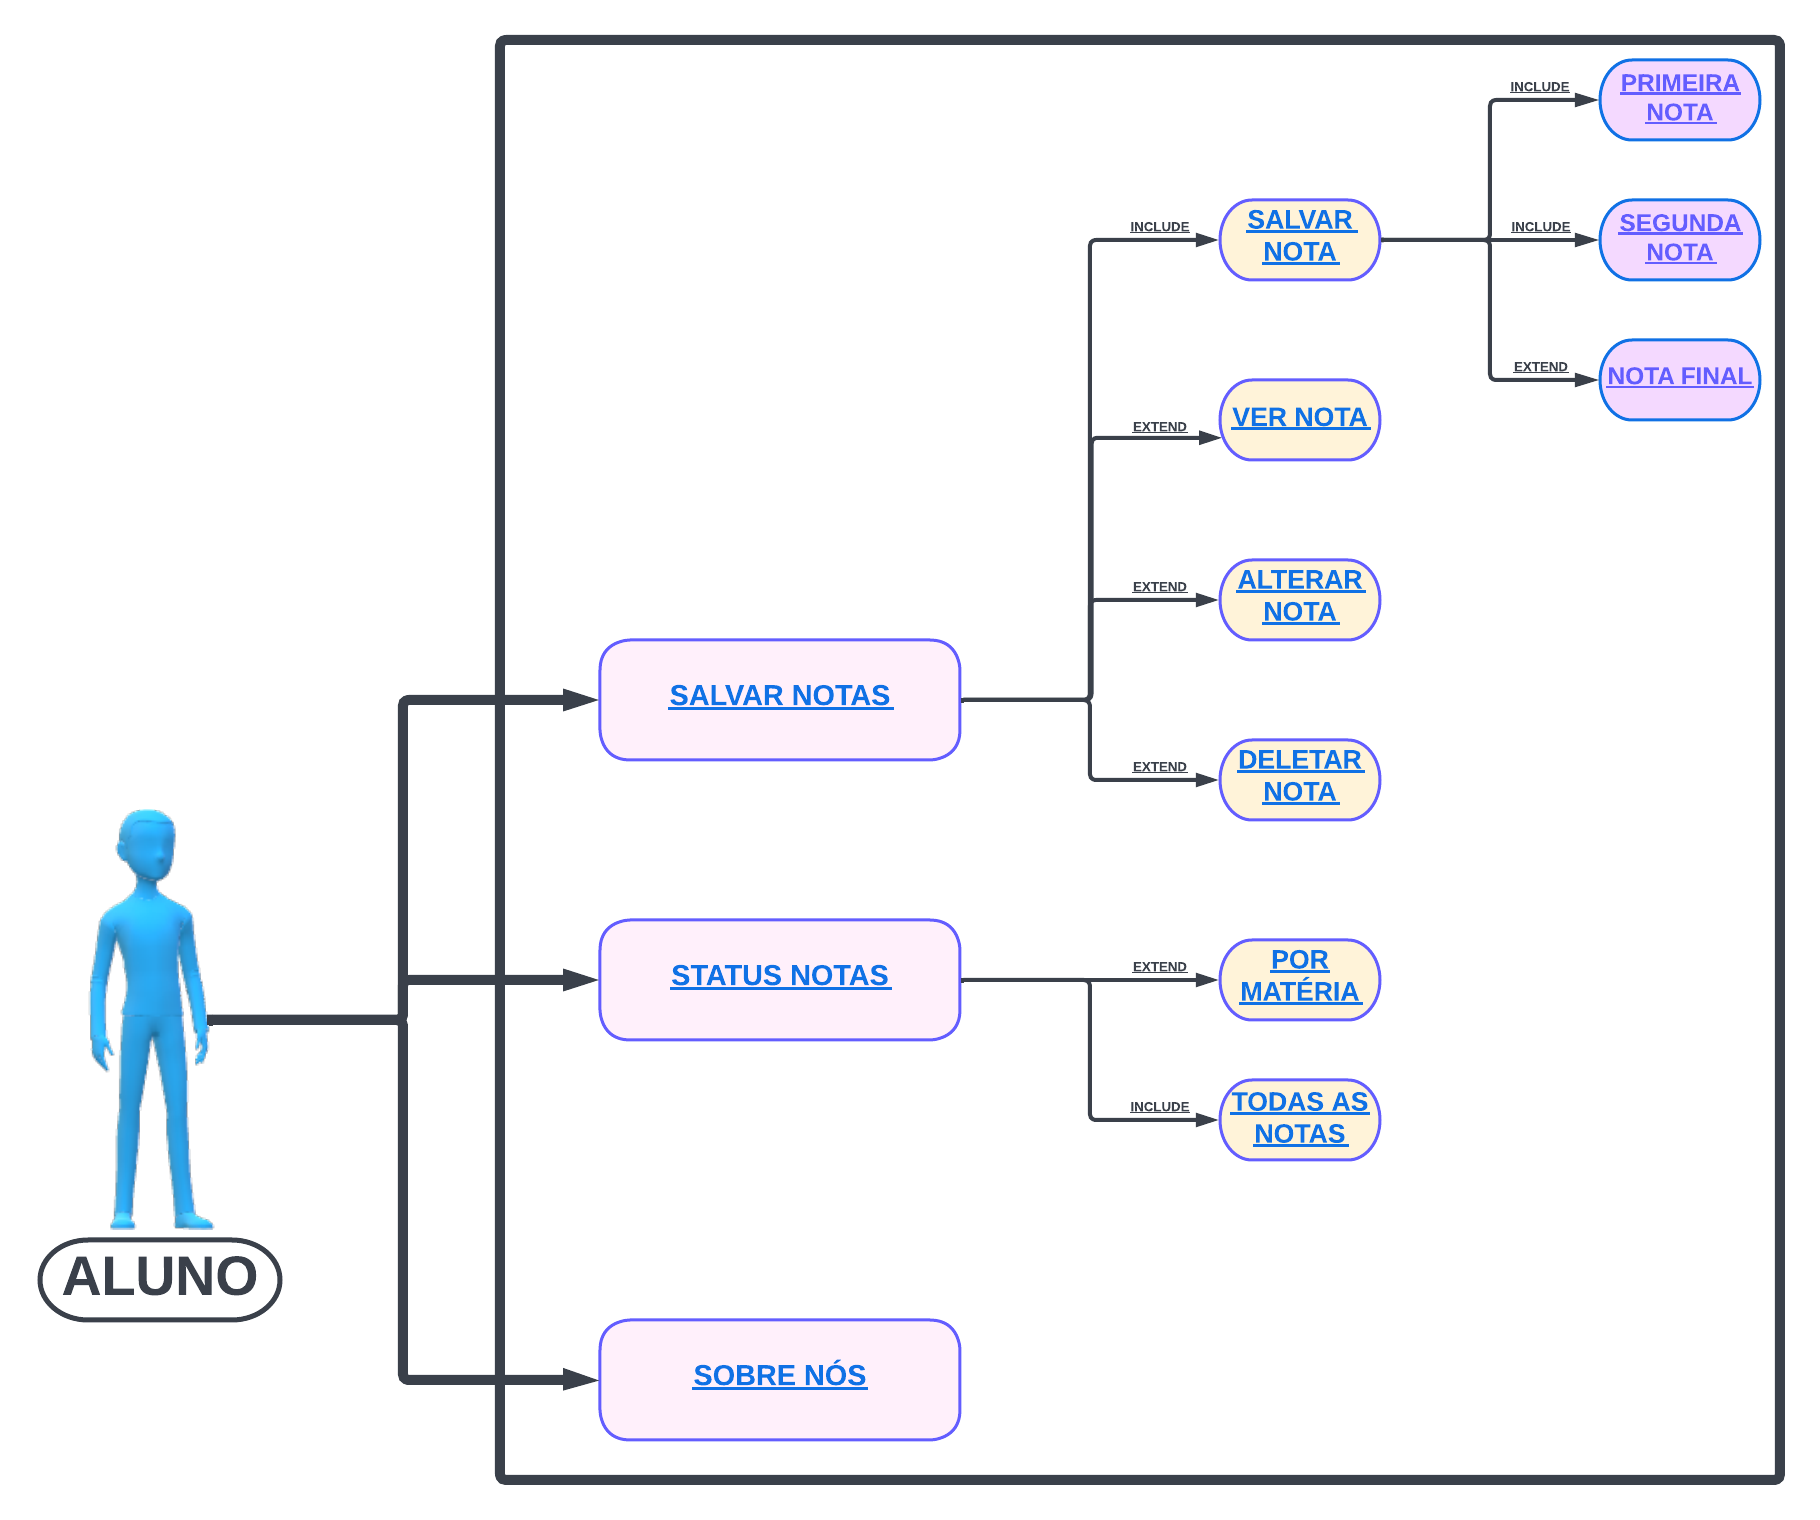 INCLUDE
PRIMEIRA
NOTA
INCLUDE
SALVAR
NOTA
INCLUDE
SEGUNDA
NOTA
EXTEND
NOTA FINAL
EXTEND
VER NOTA
EXTEND
ALTERAR
NOTA
SALVAR NOTAS
EXTEND
DELETAR
NOTA
STATUS NOTAS
EXTEND
POR
MATÉRIA
INCLUDE
TODAS AS
NOTAS
ALUNO
SOBRE NÓS